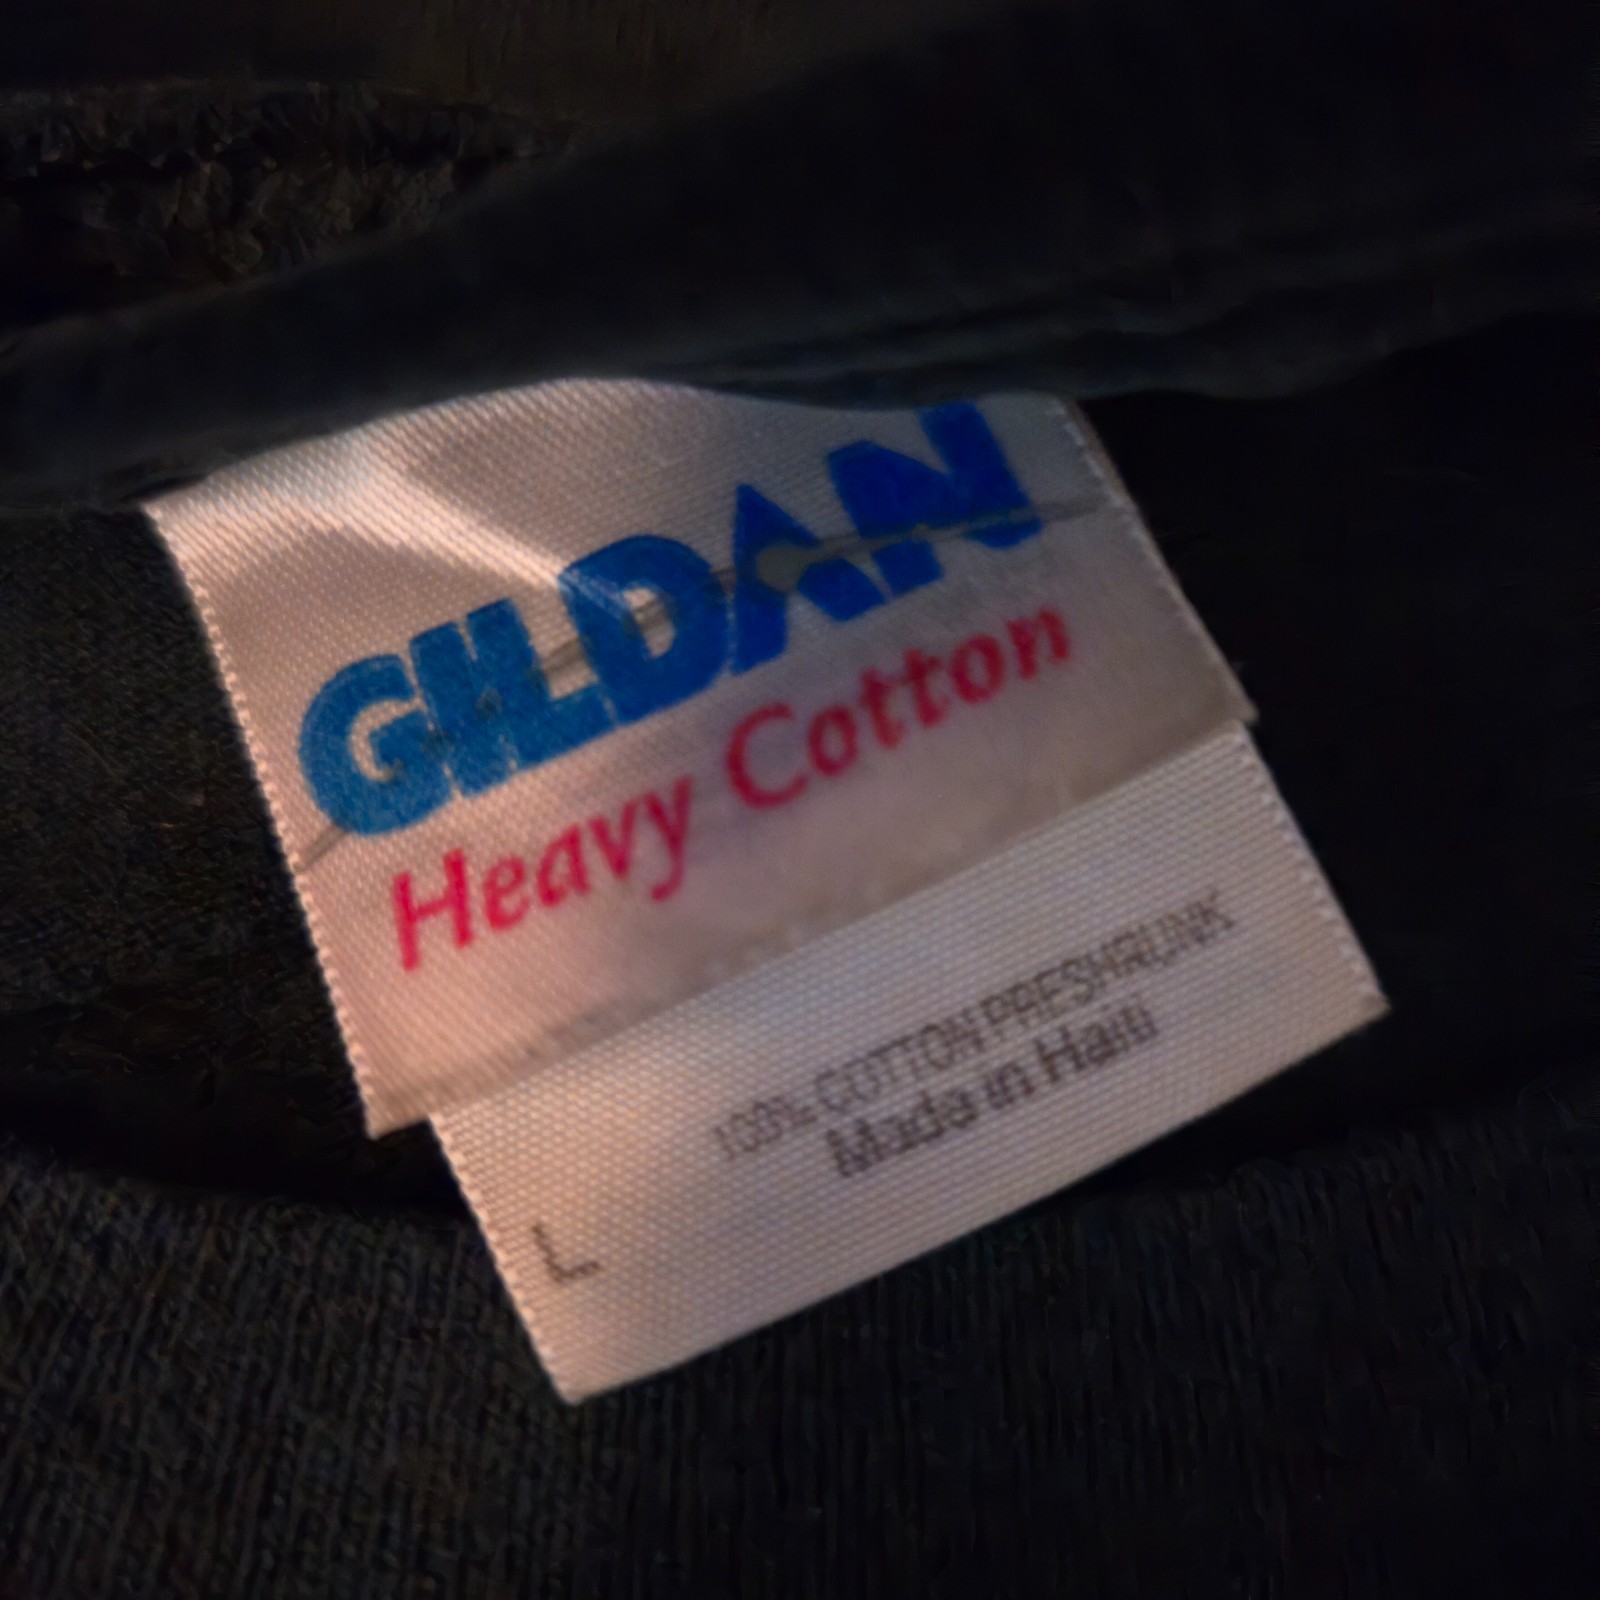 GILDAN
Heavy Cotton
100% COTTON PRESHRUNK
Made in Haiti
L